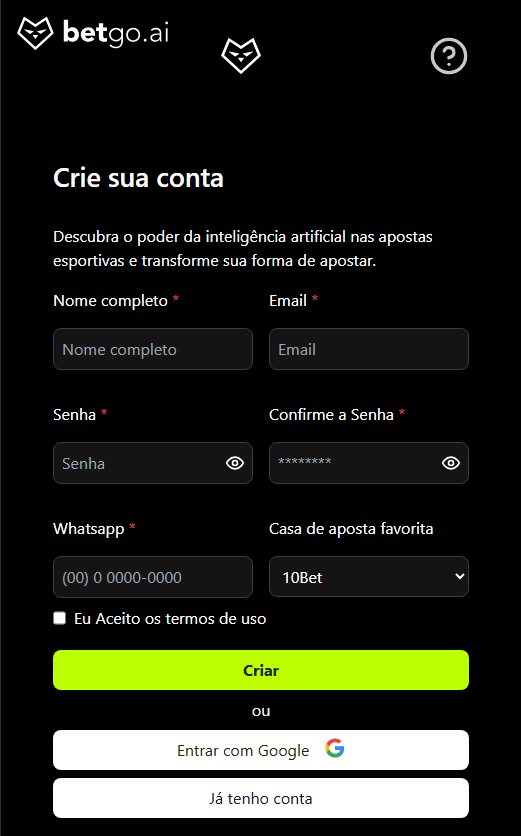 betgo.ai
?
Crie sua conta
Descubra o poder da inteligência artificial nas apostas
esportivas e transforme sua forma de apostar.
Nome completo * Email *
Nome completo Email
Senha * Confirme a Senha *
Senha ********
Whatsapp * Casa de aposta favorita
(00) 0 0000-0000 10Bet
Eu Aceito os termos de uso
Criar
ou
Entrar com Google
Já tenho conta